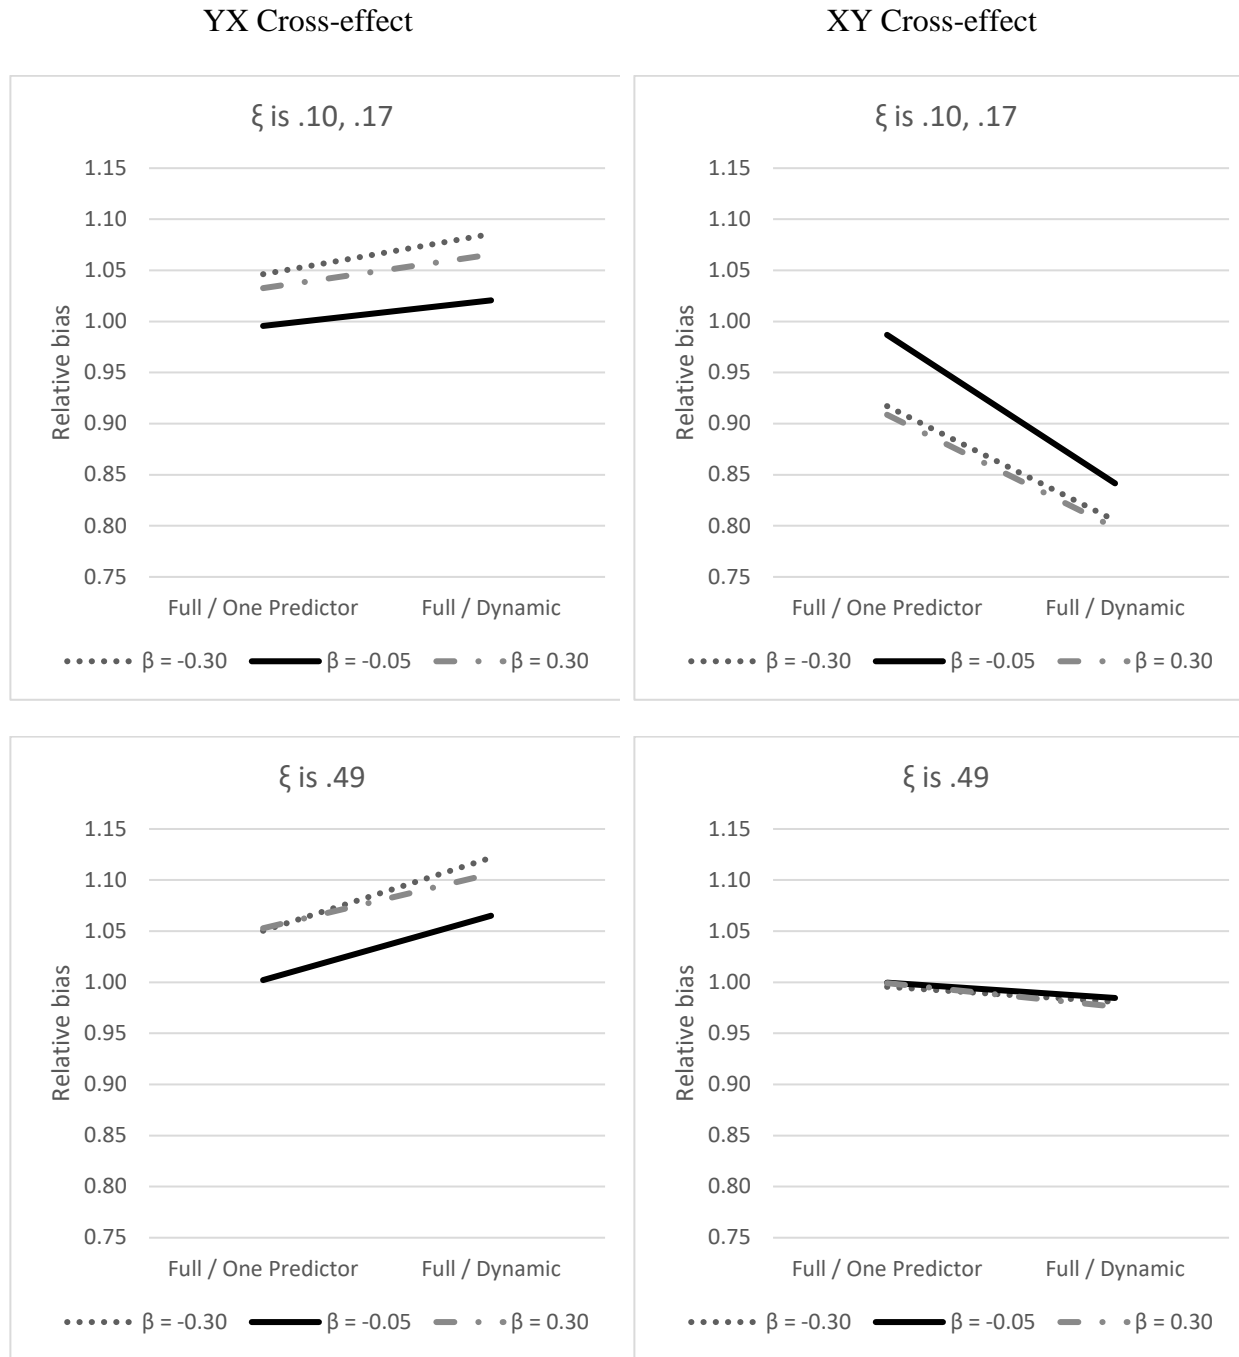 YX Cross-effect
XY Cross-effect
ξ is .10, .17
Relative bias
1.15
1.10
1.05
1.00
0.95
0.90
0.85
0.80
0.75
Full / One Predictor Full / Dynamic
β = -0.30 β = -0.05 β = 0.30
ξ is .10, .17
Relative bias
1.15
1.10
1.05
1.00
0.95
0.90
0.85
0.80
0.75
Full / One Predictor Full / Dynamic
β = -0.30 β = -0.05 β = 0.30
ξ is .49
Relative bias
1.15
1.10
1.05
1.00
0.95
0.90
0.85
0.80
0.75
Full / One Predictor Full / Dynamic
β = -0.30 β = -0.05 β = 0.30
ξ is .49
Relative bias
1.15
1.10
1.05
1.00
0.95
0.90
0.85
0.80
0.75
Full / One Predictor Full / Dynamic
β = -0.30 β = -0.05 β = 0.30